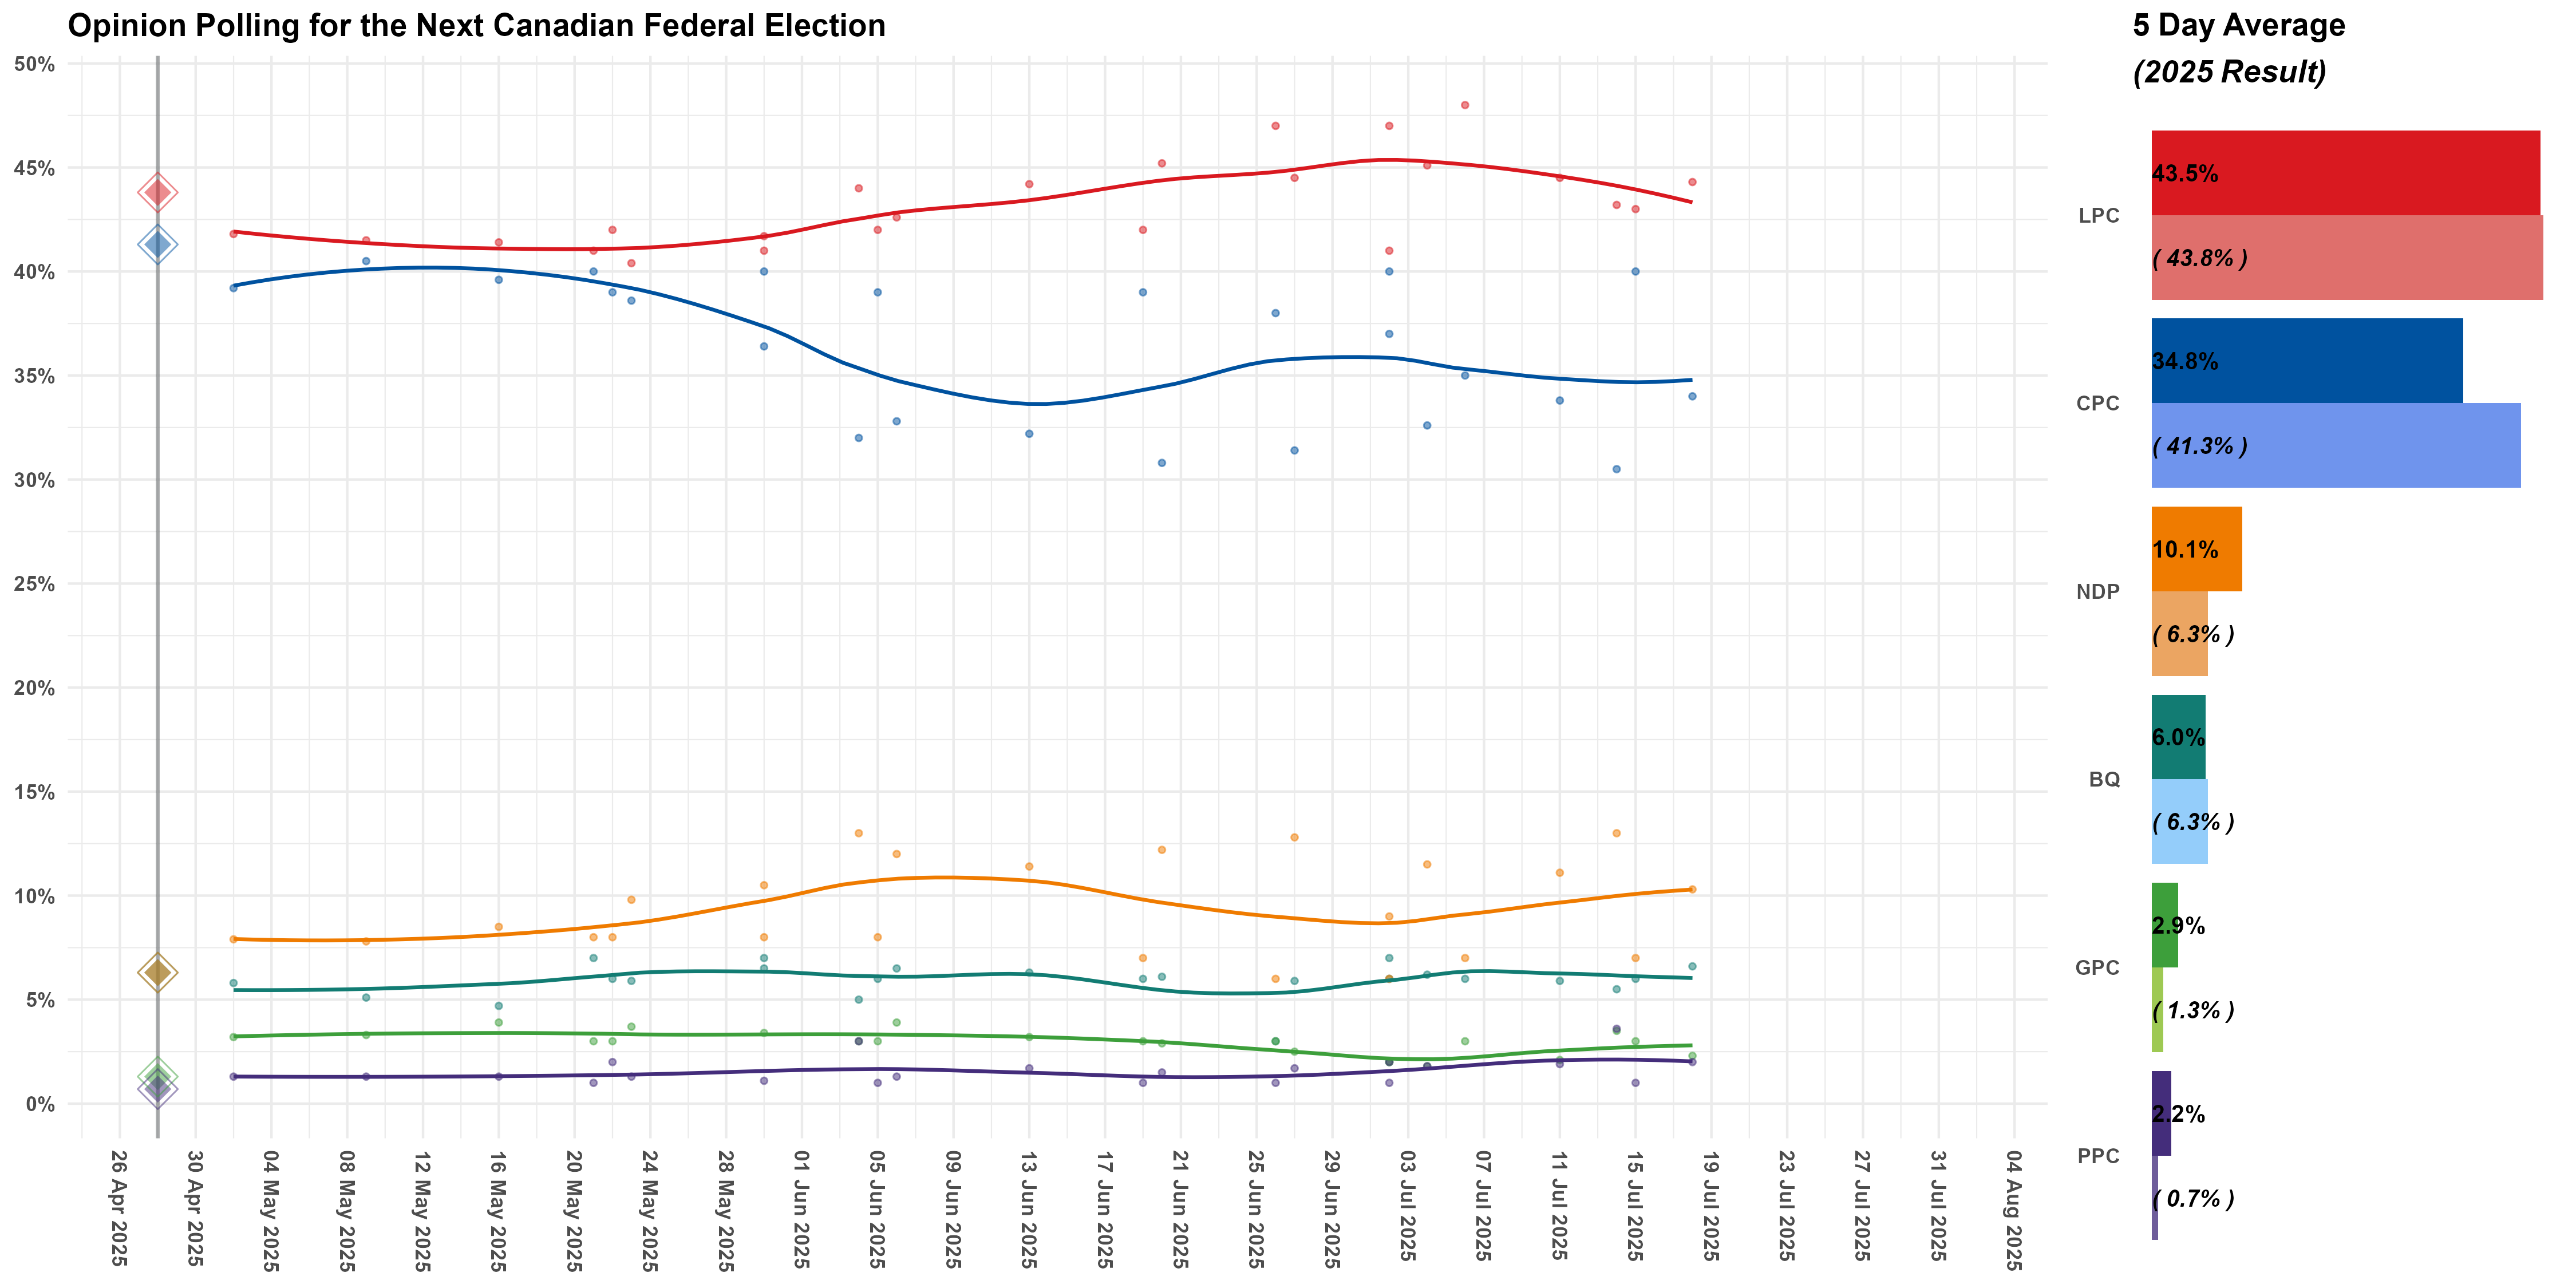 Opinion Polling for the Next Canadian Federal Election
50%
45%
40%
35%
30%
25%
20%
15%
10%
5%
0%
26 Apr 2025
30 Apr 2025
04 May 2025
08 May 2025
12 May 2025
16 May 2025
20 May 2025
24 May 2025
28 May 2025
01 Jun 2025
05 Jun 2025
09 Jun 2025
13 Jun 2025
17 Jun 2025
21 Jun 2025
25 Jun 2025
29 Jun 2025
03 Jul 2025
07 Jul 2025
11 Jul 2025
15 Jul 2025
19 Jul 2025
23 Jul 2025
27 Jul 2025
31 Jul 2025
04 Aug 2025
5 Day Average
(2025 Result)
LPC
43.5%
( 43.8% )
CPC
34.8%
( 41.3% )
NDP
10.1%
( 6.3% )
BQ
6.0%
( 6.3% )
GPC
2.9%
( 1.3% )
PPC
2.2%
( 0.7% )